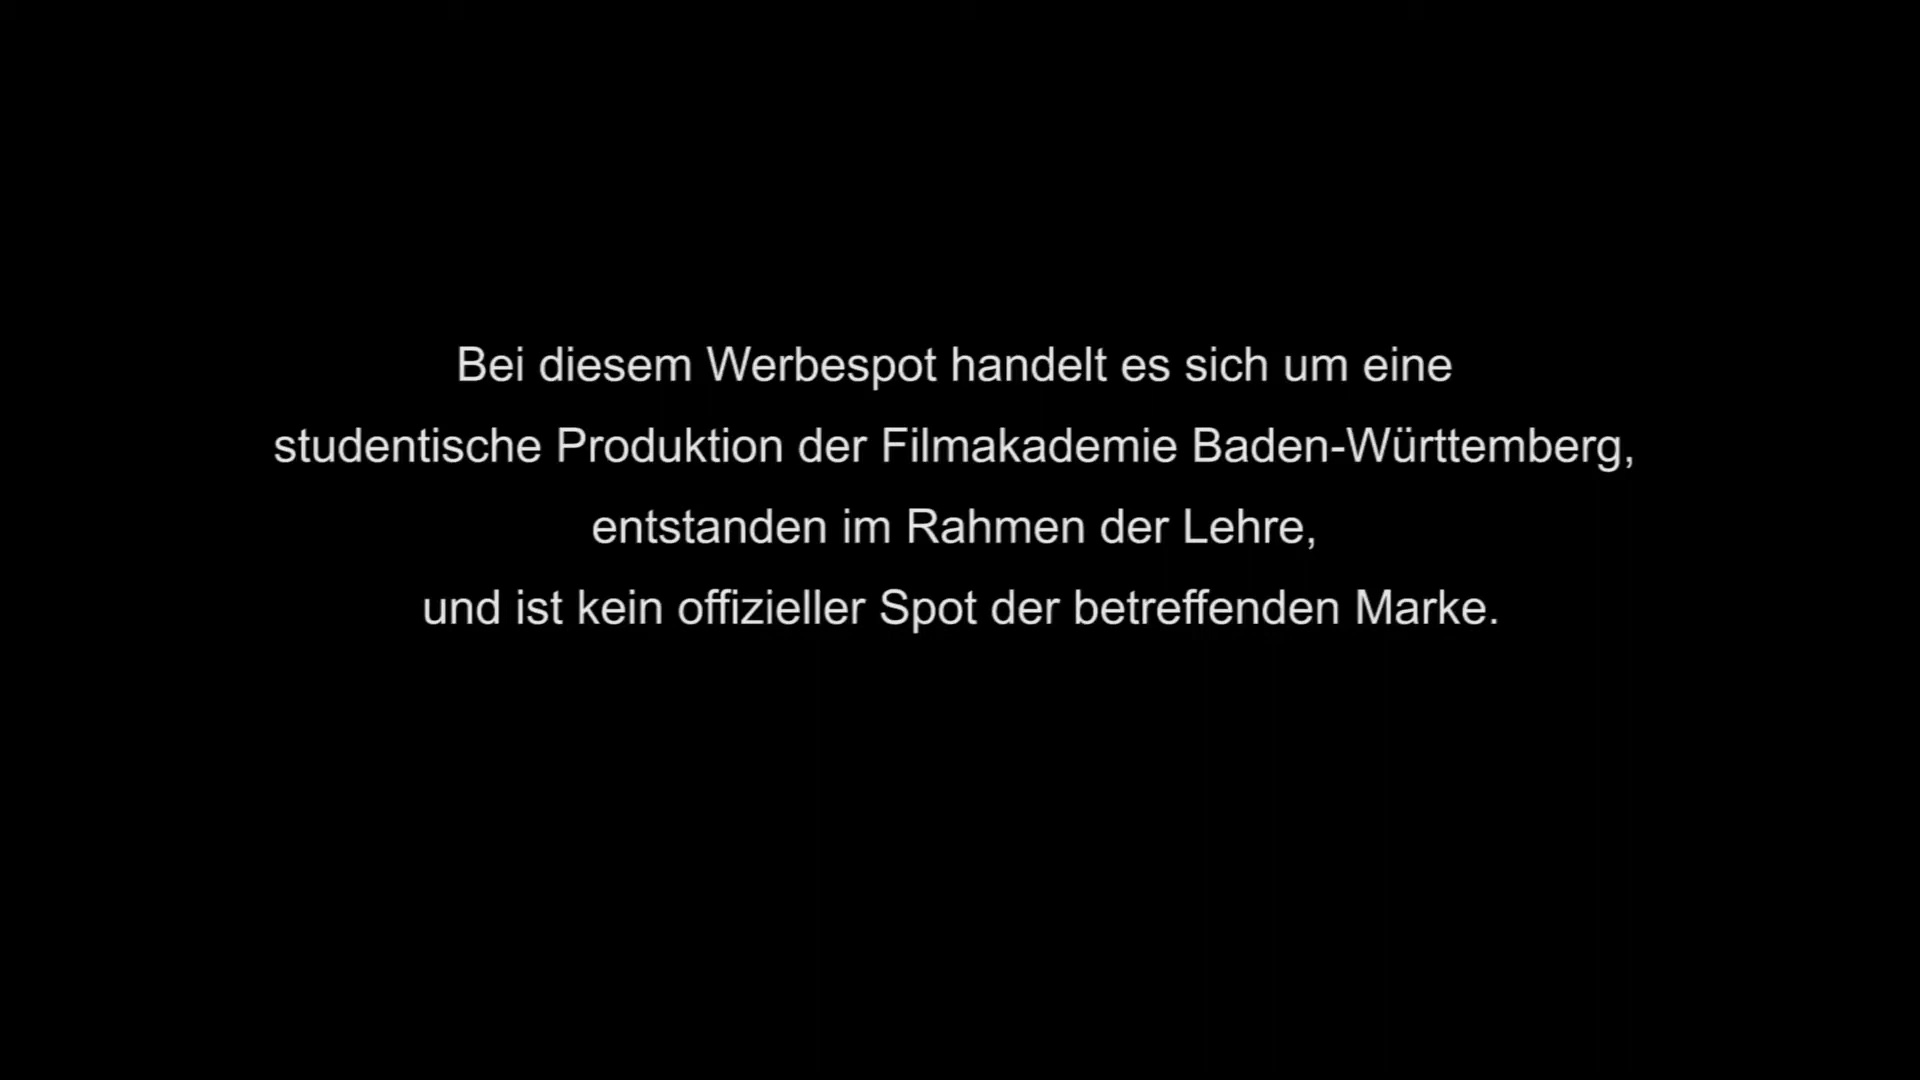 Bei diesem Werbespot handelt es sich um eine
studentische Produktion der Filmakademie Baden-Württemberg,
entstanden im Rahmen der Lehre,
und ist kein offizieller Spot der betreffenden Marke.